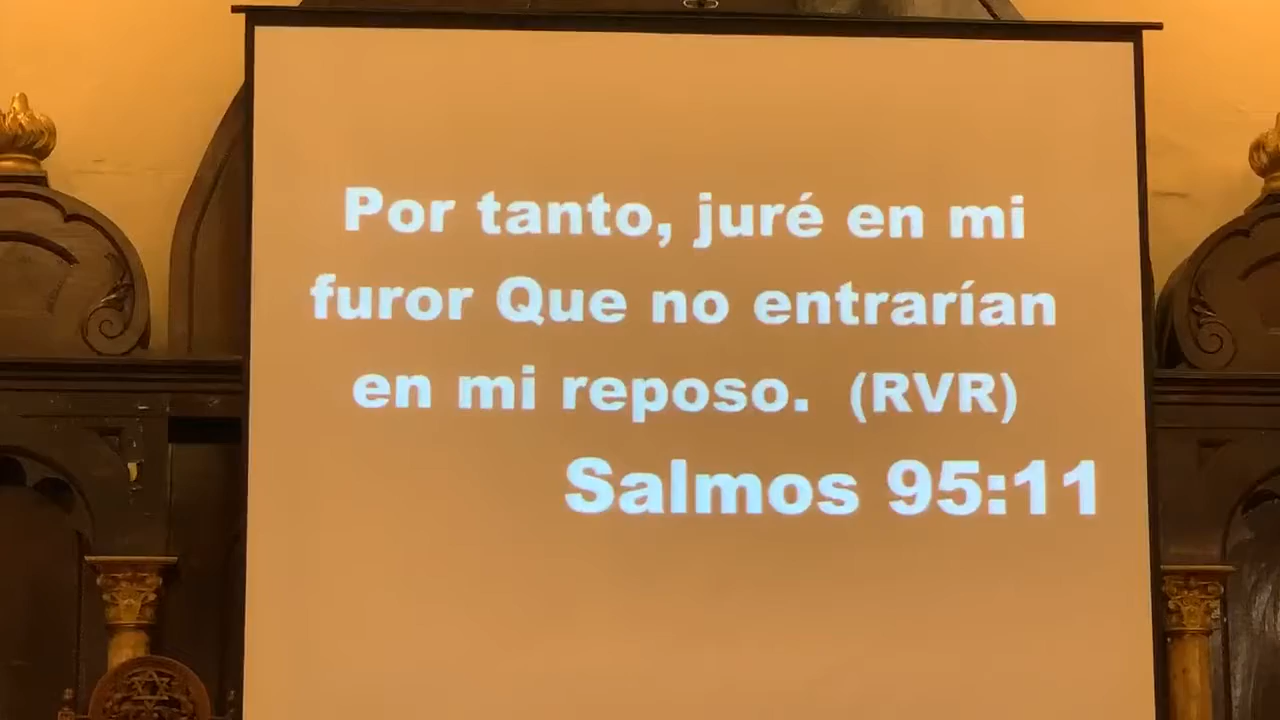 Por tanto, juré en mi
furor Que no entrarían
en mi reposo. (RVR)
Salmos 95:11